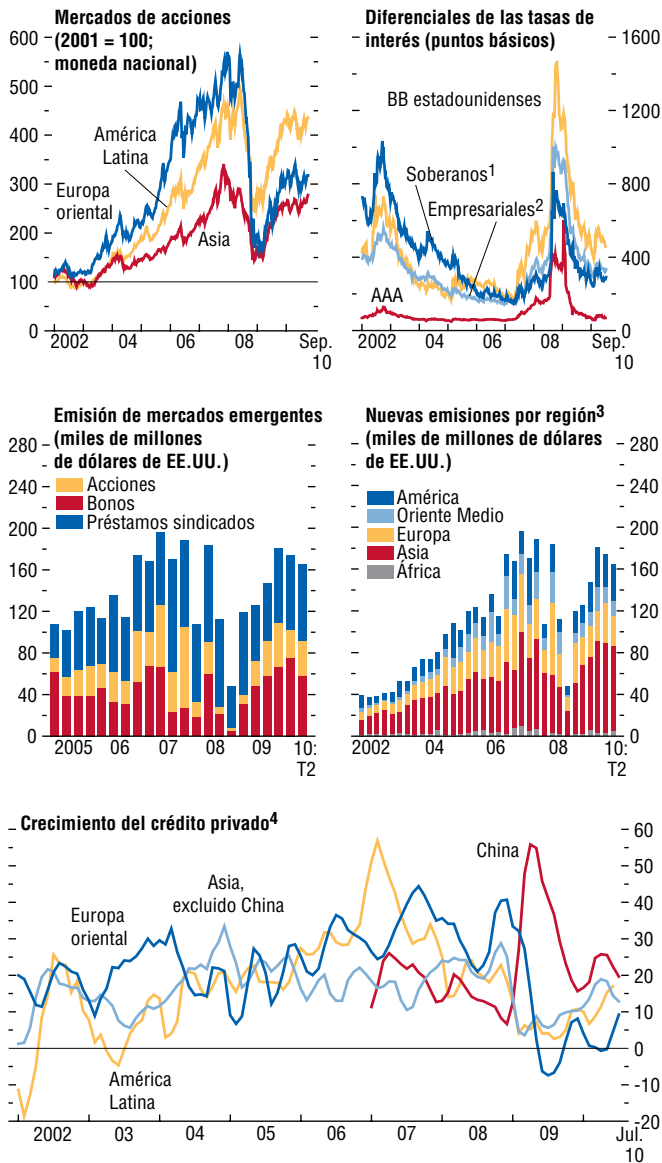 Mercados de acciones
(2001 = 100;
moneda nacional)
600
500
400
300
200
100
0
América
Latina
Europa
oriental
Asia
2002 04 06 08 Sep.
10
Diferenciales de las tasas de
interés (puntos básicos)
1600
1200
800
400
0
BB estadounidenses
Soberanos1
Empresariales2
AAA
2002 04 06 08 Sep.
10
Emisión de mercados emergentes
(miles de millones
de dólares de EE.UU.)
Acciones
Bonos
Préstamos sindicados
280
240
200
160
120
80
40
0
2005 06 07 08 09 10:
T2
Nuevas emisiones por región3
(miles de millones de dólares
de EE.UU.)
América
Oriente Medio
Europa
Asia
África
280
240
200
160
120
80
40
0
2002 04 06 08 10:
T2
Crecimiento del crédito privado4
60
50
40
30
20
10
0
-10
-20
China
Asia,
excluido China
Europa
oriental
América
Latina
2002 03 04 05 06 07 08 09 Jul.
10